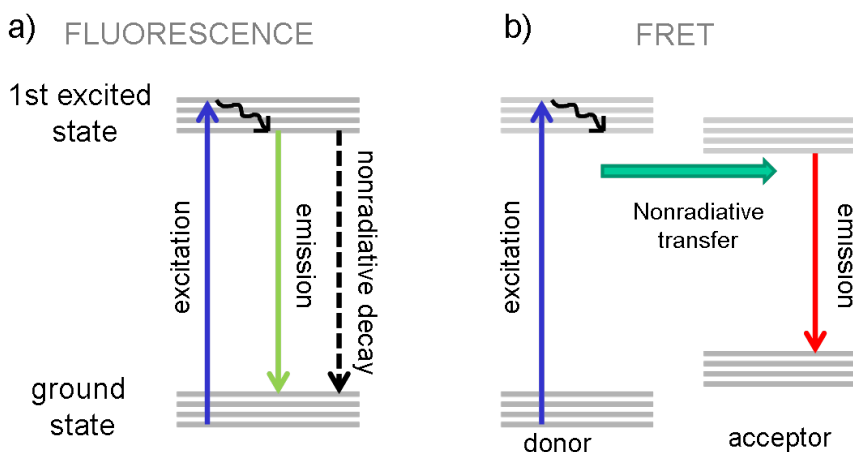 a) FLUORESCENCE
1st excited
state
excitation
emission
nonradiative decay
ground
state
b) FRET
excitation
Nonradiative
transfer
emission
donor
acceptor